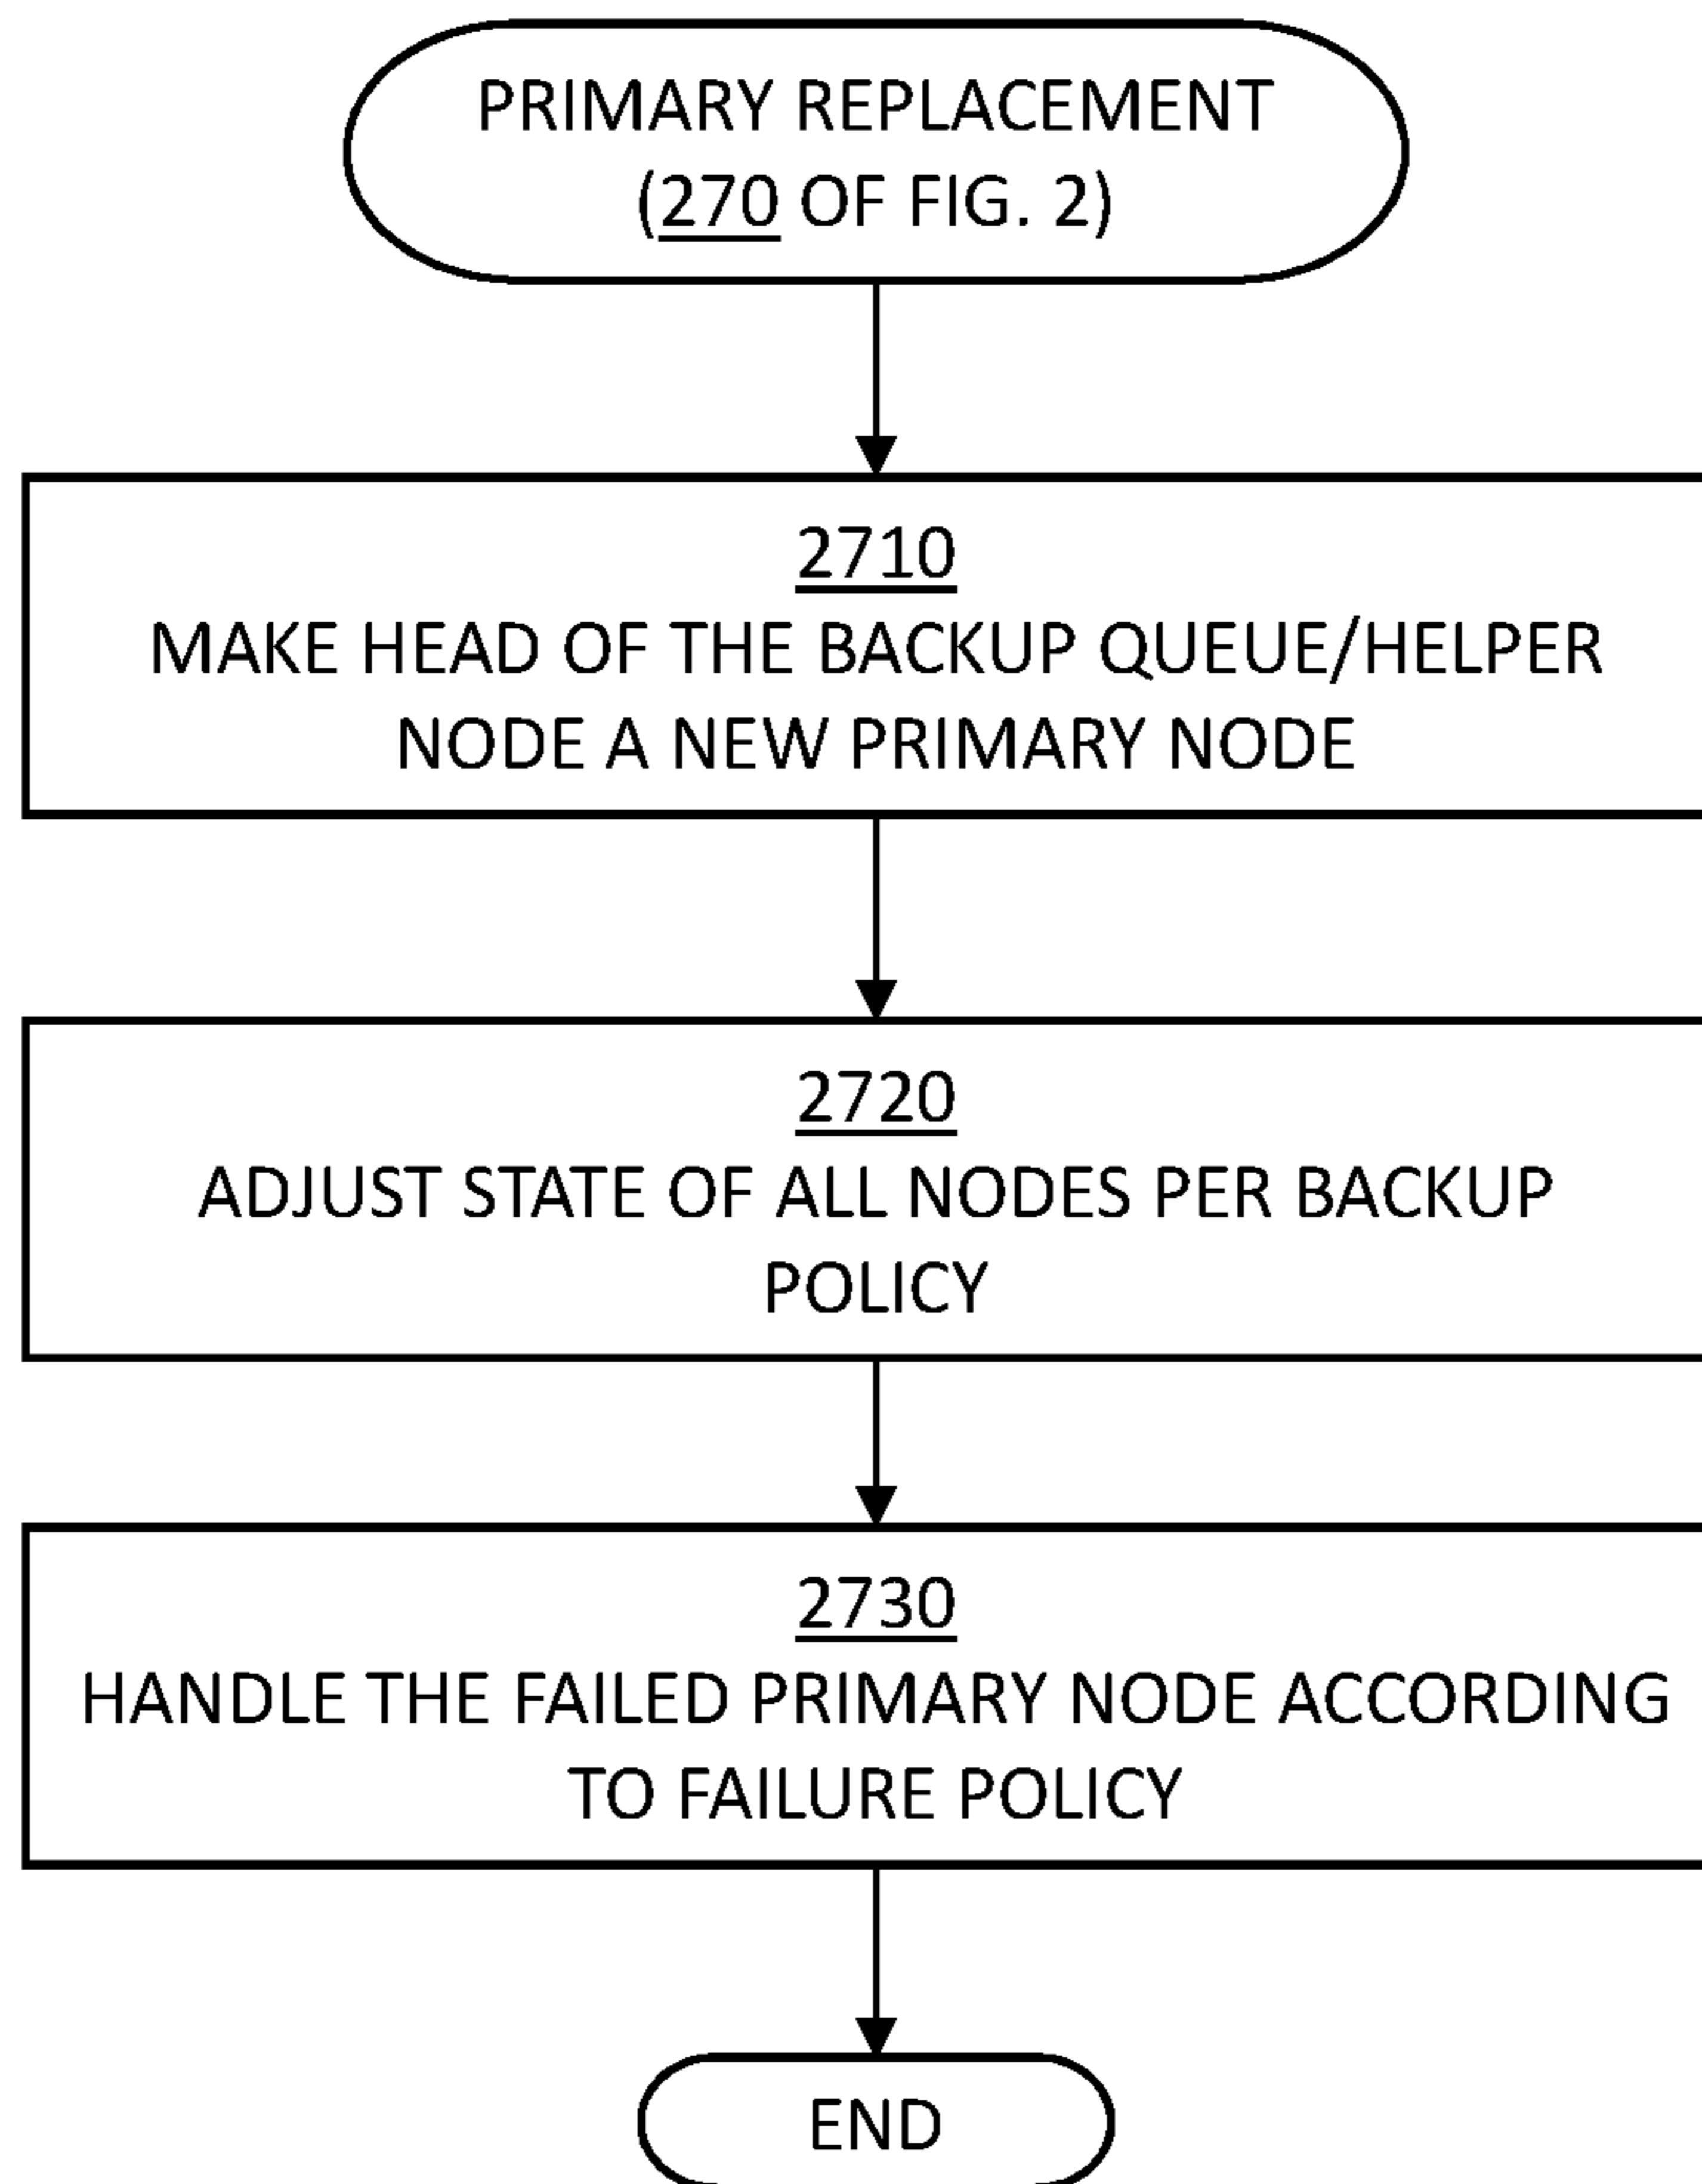 PRIMARY REPLACEMENT
(270 OF FIG. 2)
2710
MAKE HEAD OF THE BACKUP QUEUE/HELPER
NODE A NEW PRIMARY NODE
2720
ADJUST STATE OF ALL NODES PER BACKUP
POLICY
2730
HANDLE THE FAILED PRIMARY NODE ACCORDING
TO FAILURE POLICY
END